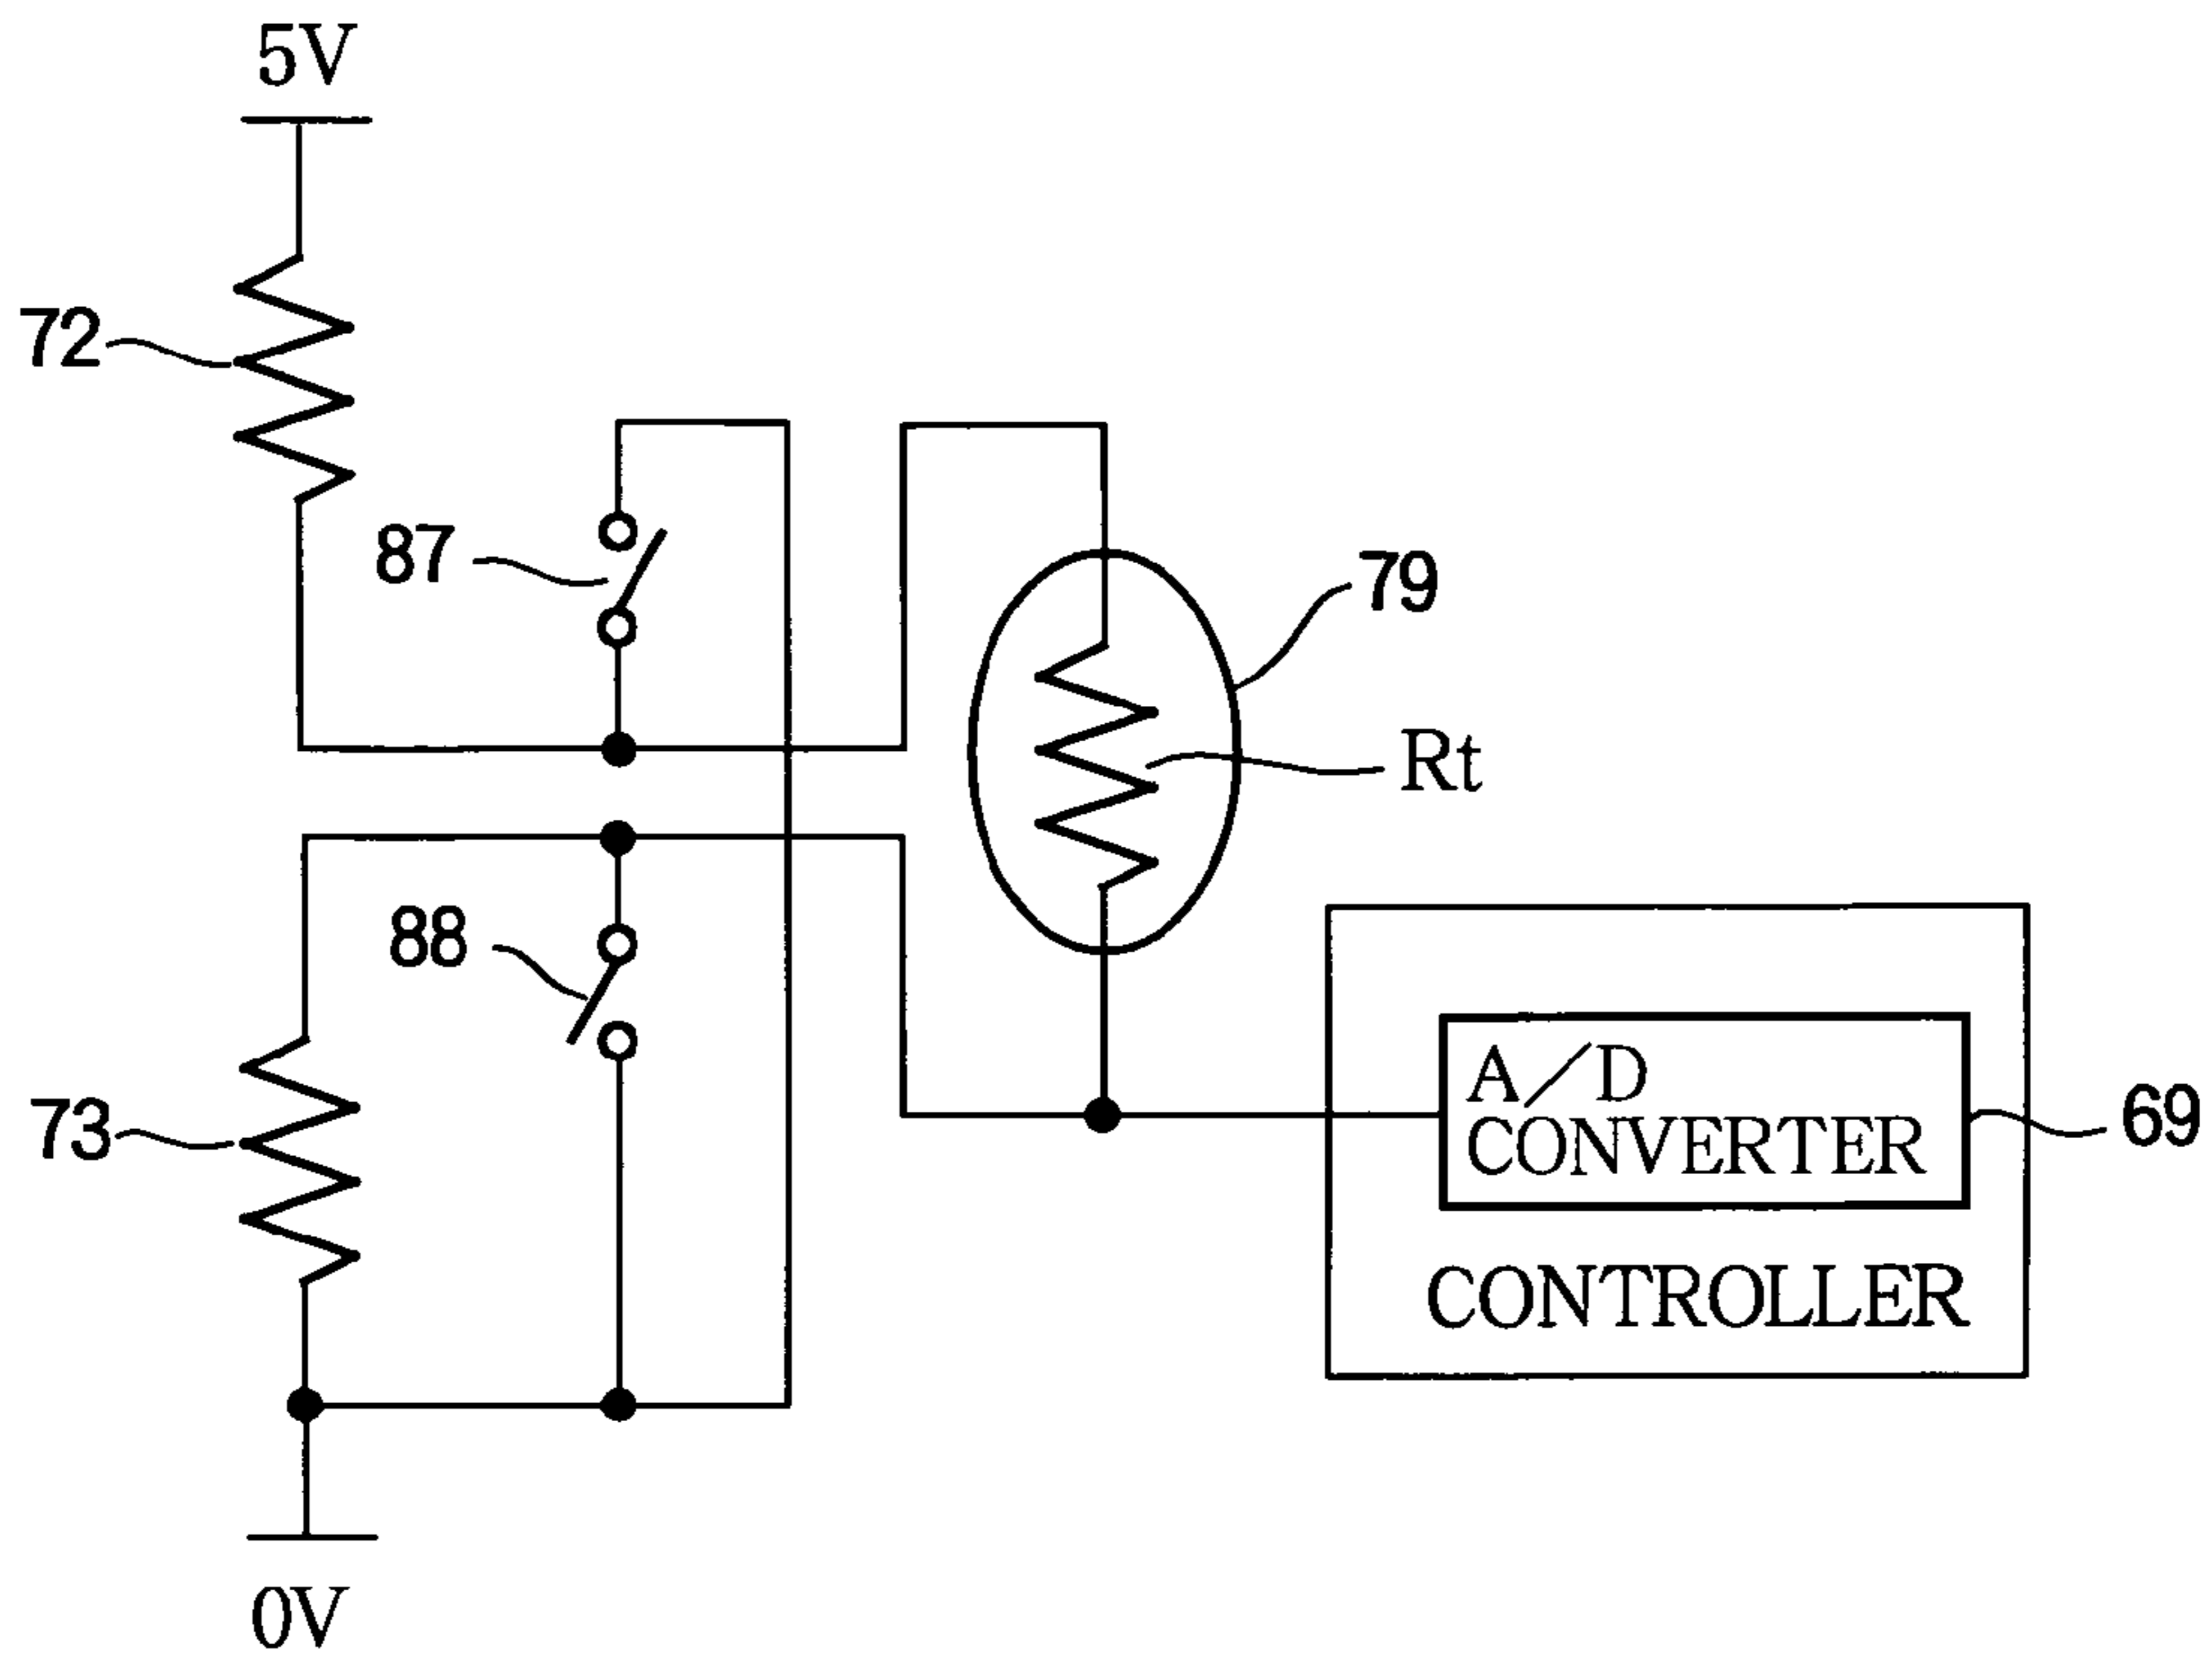 5V
72
87
79
Rt
88
A/D
CONVERTER
69
73
CONTROLLER
0V